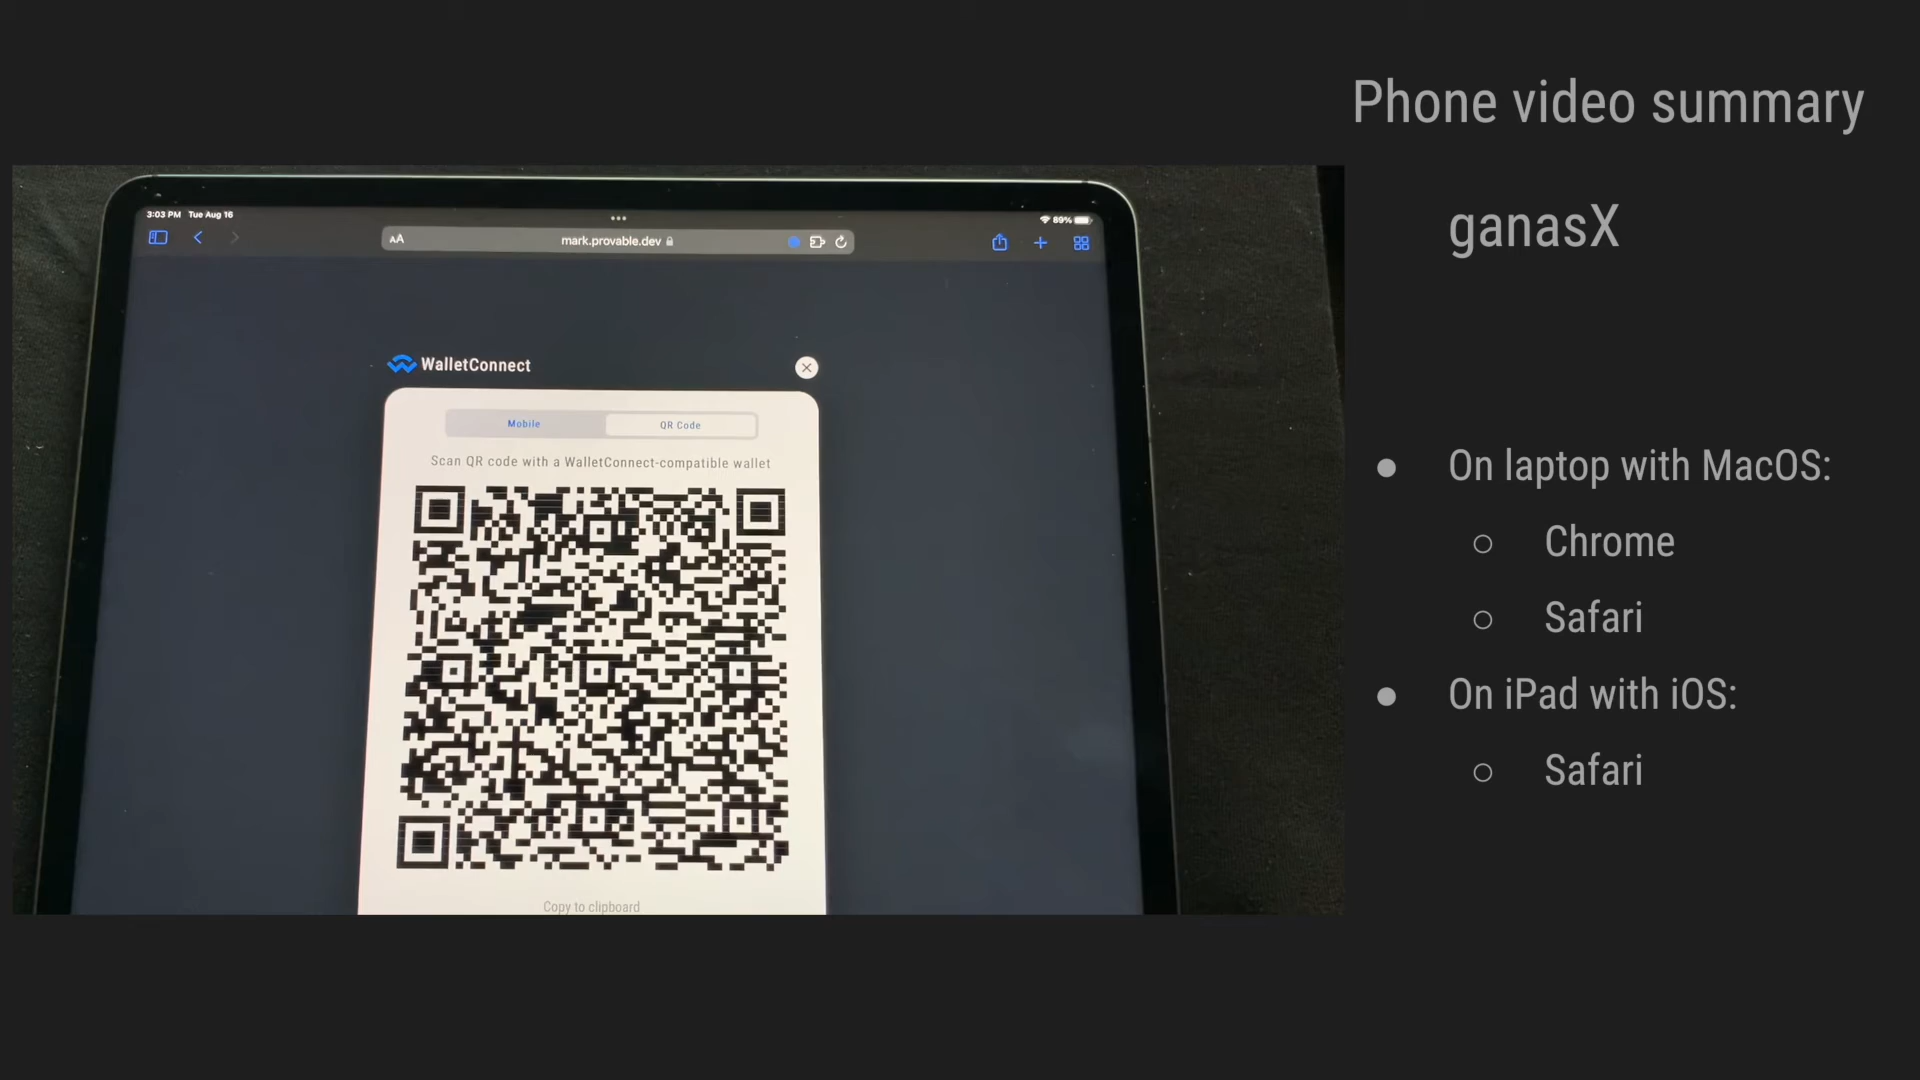 Phone video summary
ganasX
3:03 PM Tue Aug 16
89%
AA
mark.provable.dev
WalletConnect
Mobile
QR Code
Scan QR code with a WalletConnect-compatible wallet
Copy to clipboard
On laptop with MacOS:
Chrome
Safari
On iPad with iOS:
Safari